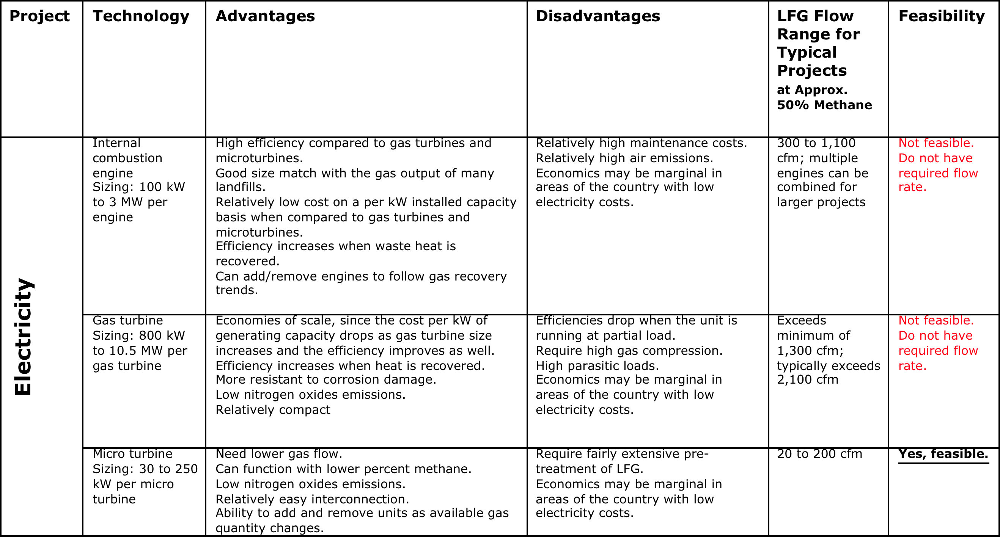 Project
Technology
Advantages
Disadvantages
LFG Flow
Range for
Typical
Projects
at Approx.
50% Methane
Feasibility
Electricity
Internal
combustion
engine
Sizing: 100 kW
to 3 MW per
engine
High efficiency compared to gas turbines and
microturbines.
Good size match with the gas output of many
landfills.
Relatively low cost on a per kW installed capacity
basis when compared to gas turbines and
microturbines.
Efficiency increases when waste heat is
recovered.
Can add/remove engines to follow gas recovery
trends.
Relatively high maintenance costs.
Relatively high air emissions.
Economics may be marginal in
areas of the country with low
electricity costs.
300 to 1,100
cfm; multiple
engines can be
combined for
larger projects
Not feasible.
Do not have
required flow
rate.
Gas turbine
Sizing: 800 kW
to 10.5 MW per
gas turbine
Economies of scale, since the cost per kW of
generating capacity drops as gas turbine size
increases and the efficiency improves as well.
Efficiency increases when heat is recovered.
More resistant to corrosion damage.
Low nitrogen oxides emissions.
Relatively compact
Efficiencies drop when the unit is
running at partial load.
Require high gas compression.
High parasitic loads.
Economics may be marginal in
areas of the country with low
electricity costs.
Exceeds
minimum of
1,300 cfm;
typically exceeds
2,100 cfm
Not feasible.
Do not have
required flow
rate.
Micro turbine
Sizing: 30 to 250
kW per micro
turbine
Need lower gas flow.
Can function with lower percent methane.
Low nitrogen oxides emissions.
Relatively easy interconnection.
Ability to add and remove units as available gas
quantity changes.
Require fairly extensive pre-
treatment of LFG.
Economics may be marginal in
areas of the country with low
electricity costs.
20 to 200 cfm
Yes, feasible.